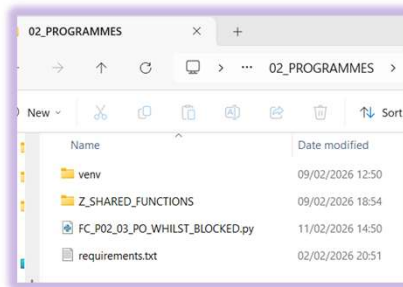 02_PROGRAMMES
02_PROGRAMMES
New
Sort
Name Date modified
venv 09/02/2026 12:50
Z_SHARED_FUNCTIONS 09/02/2026 18:54
FC_P02_03_PO_WHILST_BLOCKED.py 11/02/2026 14:50
requirements.txt 02/02/2026 20:51